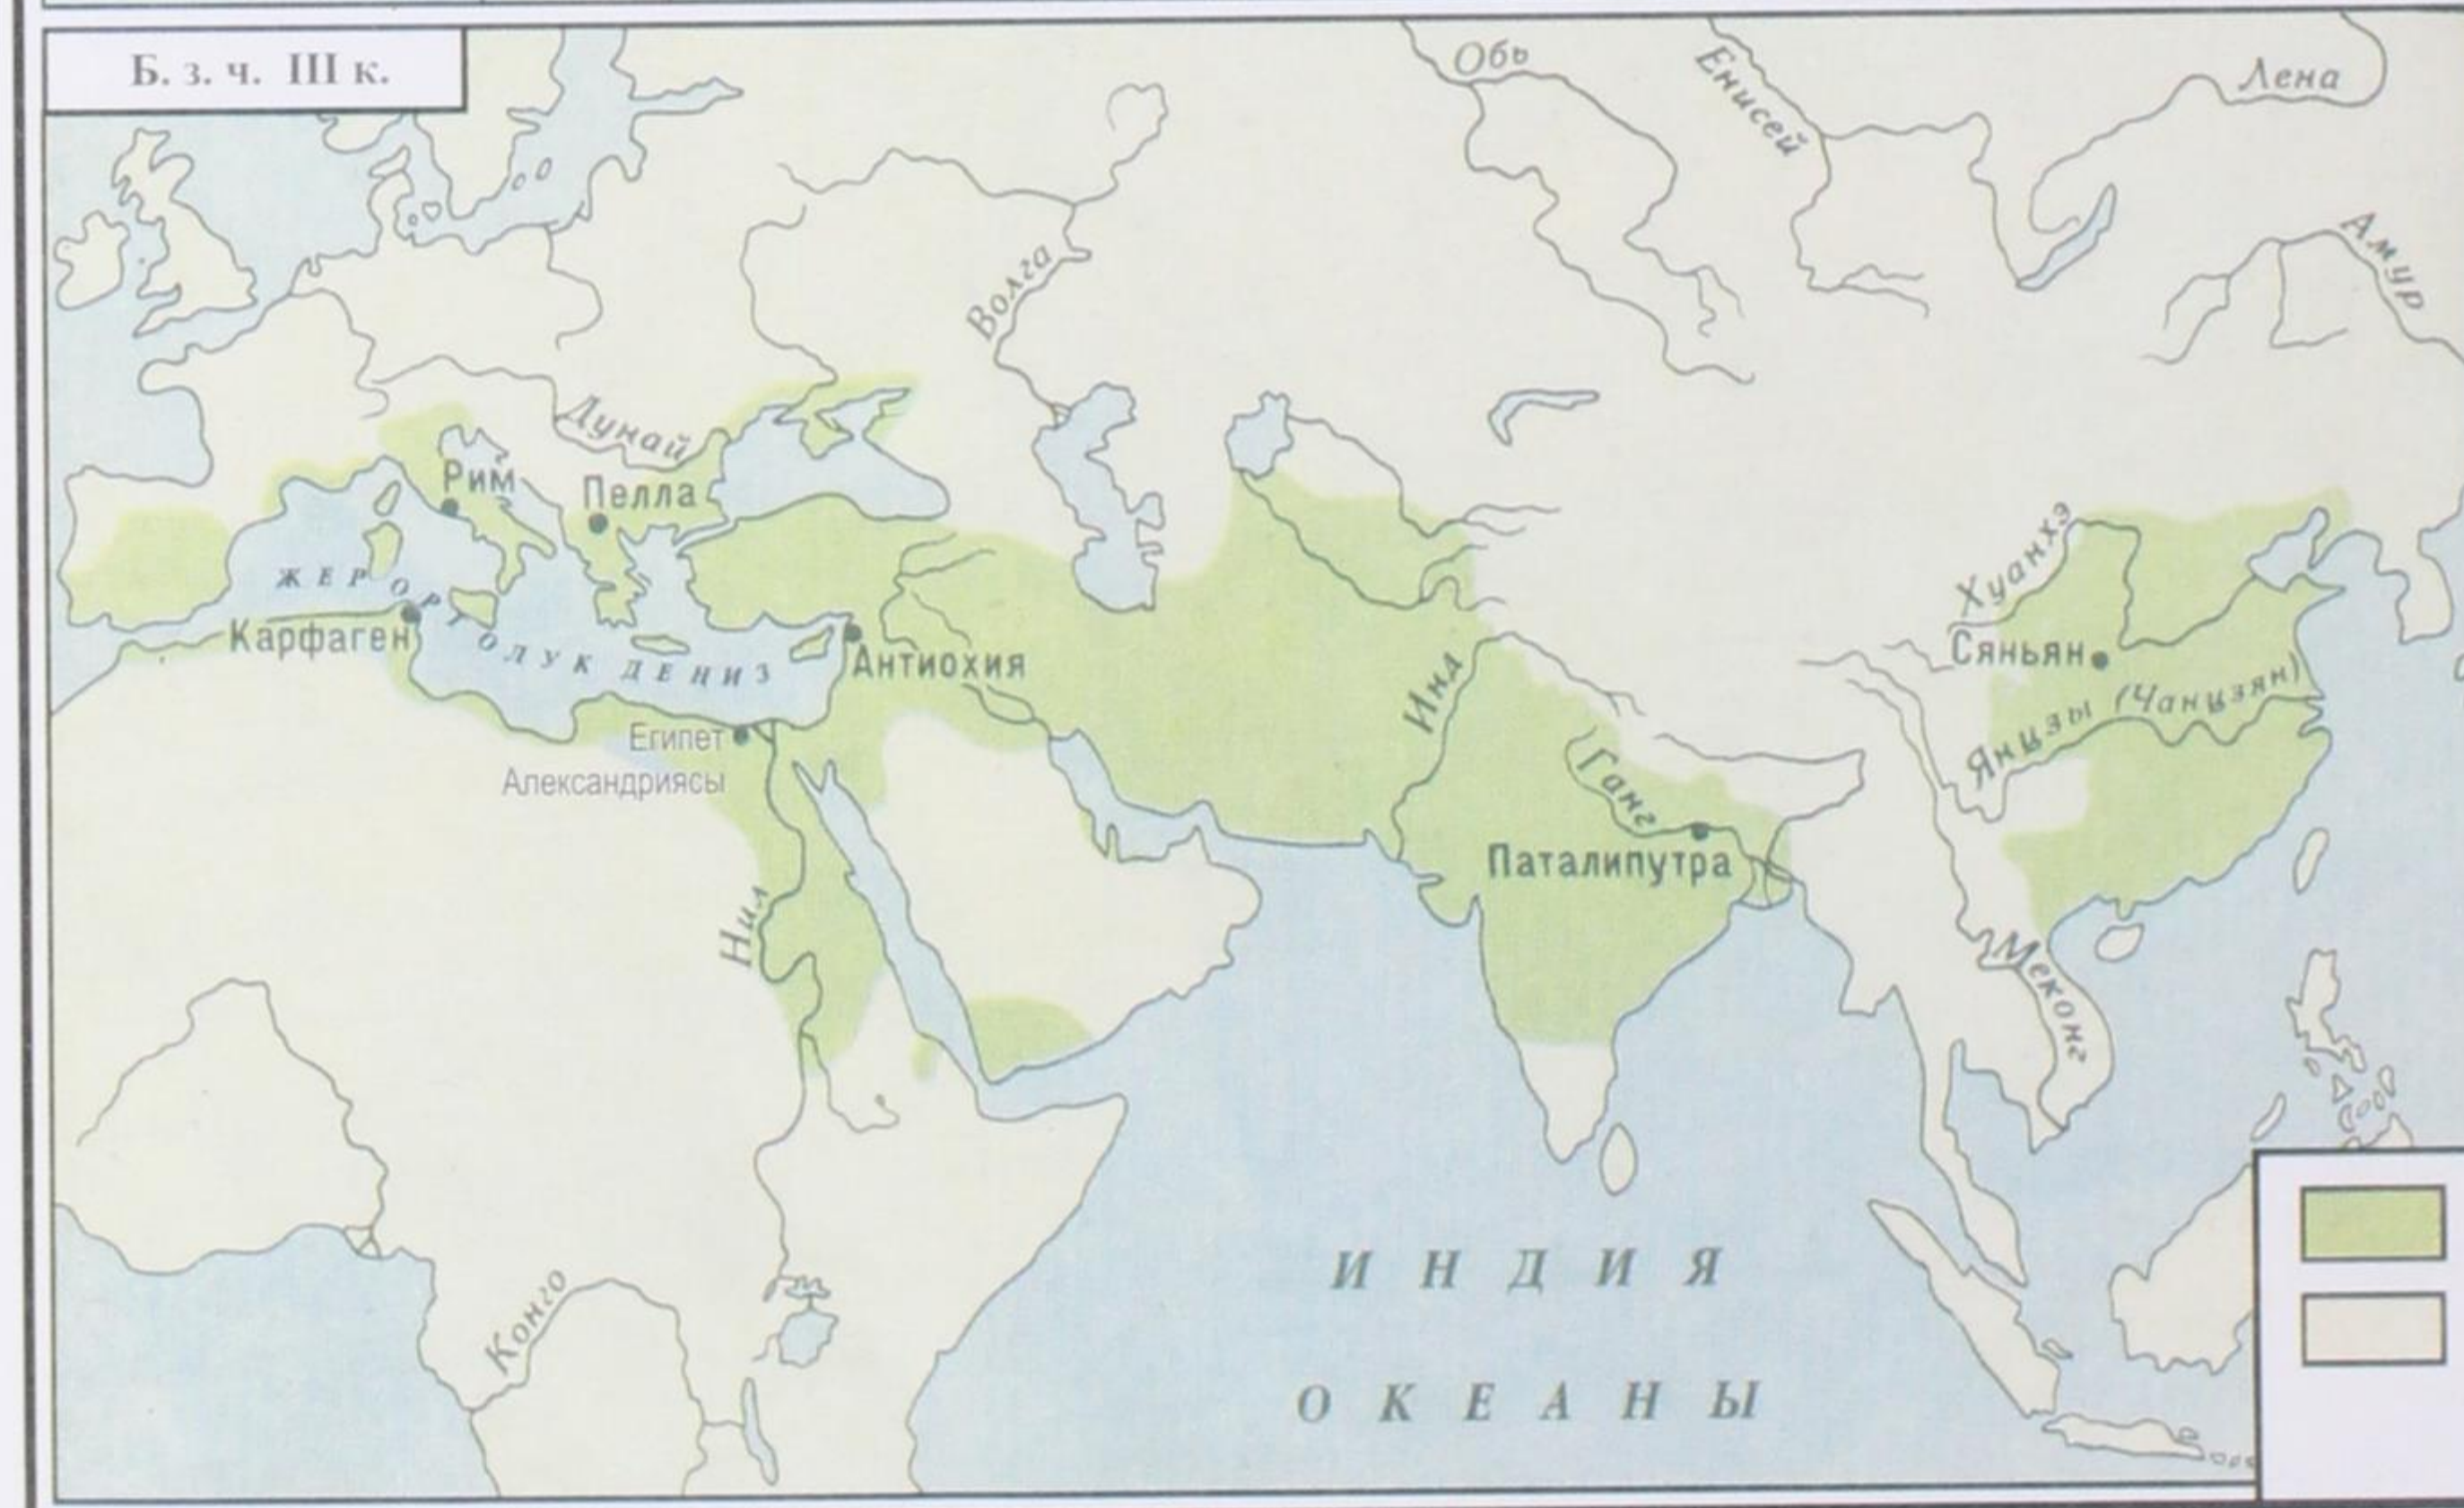 Б. з. ч. III к.
Обь
Енисей
Лена
Амур
Волга
Дунай
Рим
Пелла
ЖЕР ОРТОЛУК ДЕНИЗ
Карфаген
Антиохия
Египет
Александриясы
Нил
Инд
Ганг
Паталипутра
Хуанхэ
Сяньян
Янцзы (Чанцзян)
Меконг
Конго
ИНДИЯ
ОКЕАНЫ